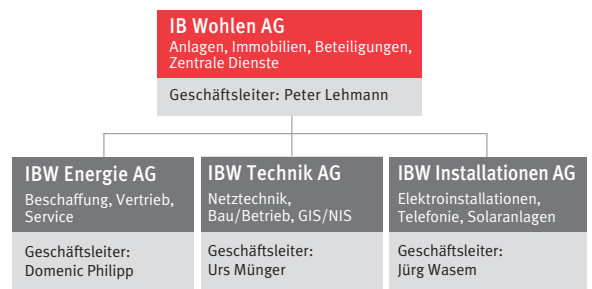 IB Wohlen AG
Anlagen, Immobilien, Beteiligungen,
Zentrale Dienste
Geschäftsleiter: Peter Lehmann
IBW Energie AG
Beschaffung, Vertrieb,
Service
Geschäftsleiter:
Domenic Philipp
IBW Technik AG
Netztechnik,
Bau/Betrieb, GIS/NIS
Geschäftsleiter:
Urs Münger
IBW Installationen AG
Elektroinstallationen,
Telefonie, Solaranlagen
Geschäftsleiter:
Jürg Wasem